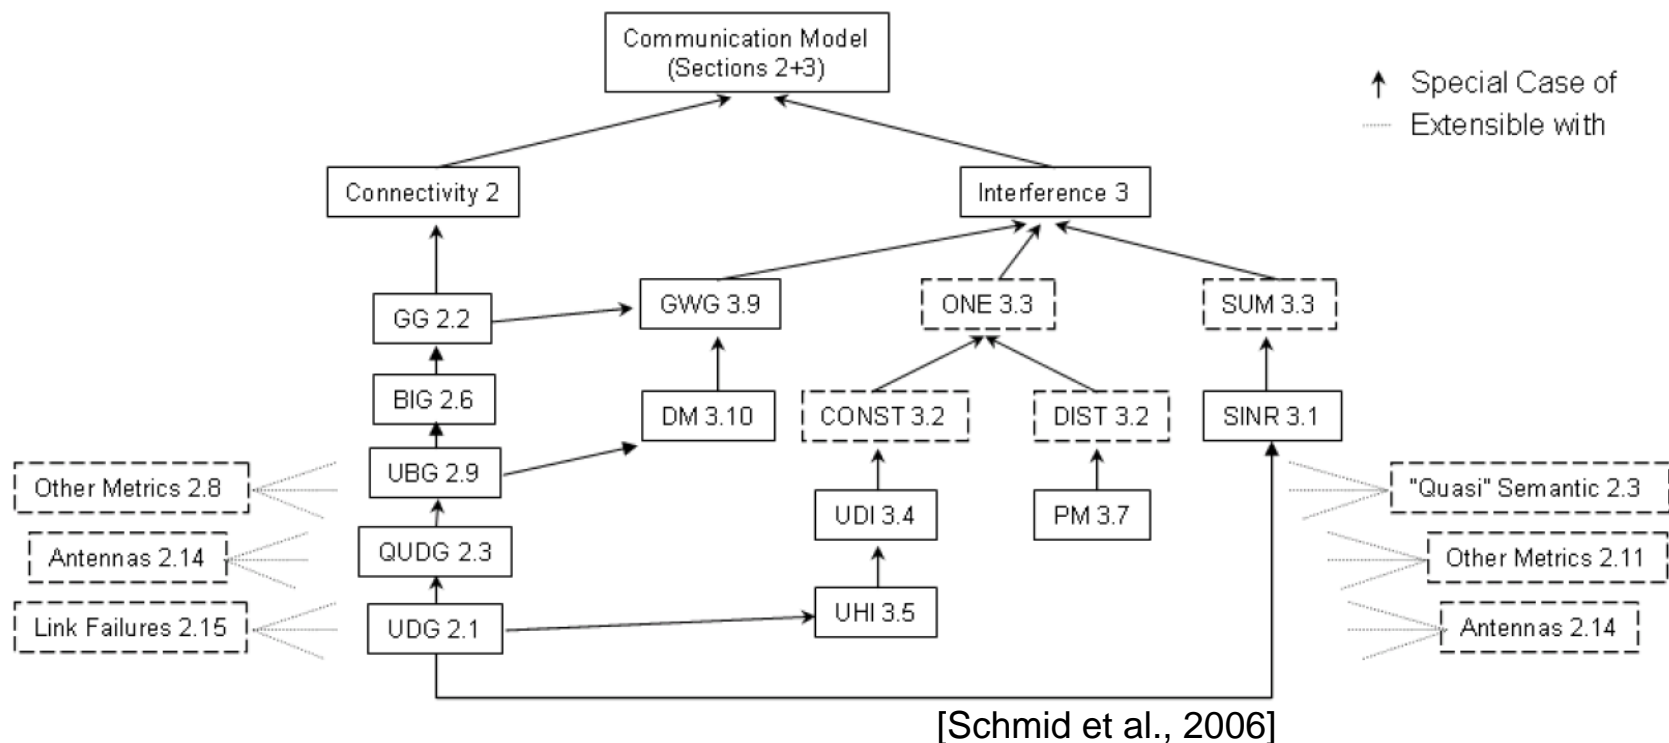 Communication Model
(Sections 2+3)
Special Case of
Extensible with
Connectivity 2
Interference 3
GG 2.2
GWG 3.9
ONE 3.3
SUM 3.3
BIG 2.6
DM 3.10
CONST 3.2
DIST 3.2
SINR 3.1
Other Metrics 2.8
UBG 2.9
"Quasi" Semantic 2.3
UDI 3.4
PM 3.7
Antennas 2.14
QUDG 2.3
Other Metrics 2.11
Link Failures 2.15
UDG 2.1
UHI 3.5
Antennas 2.14
[Schmid et al., 2006]